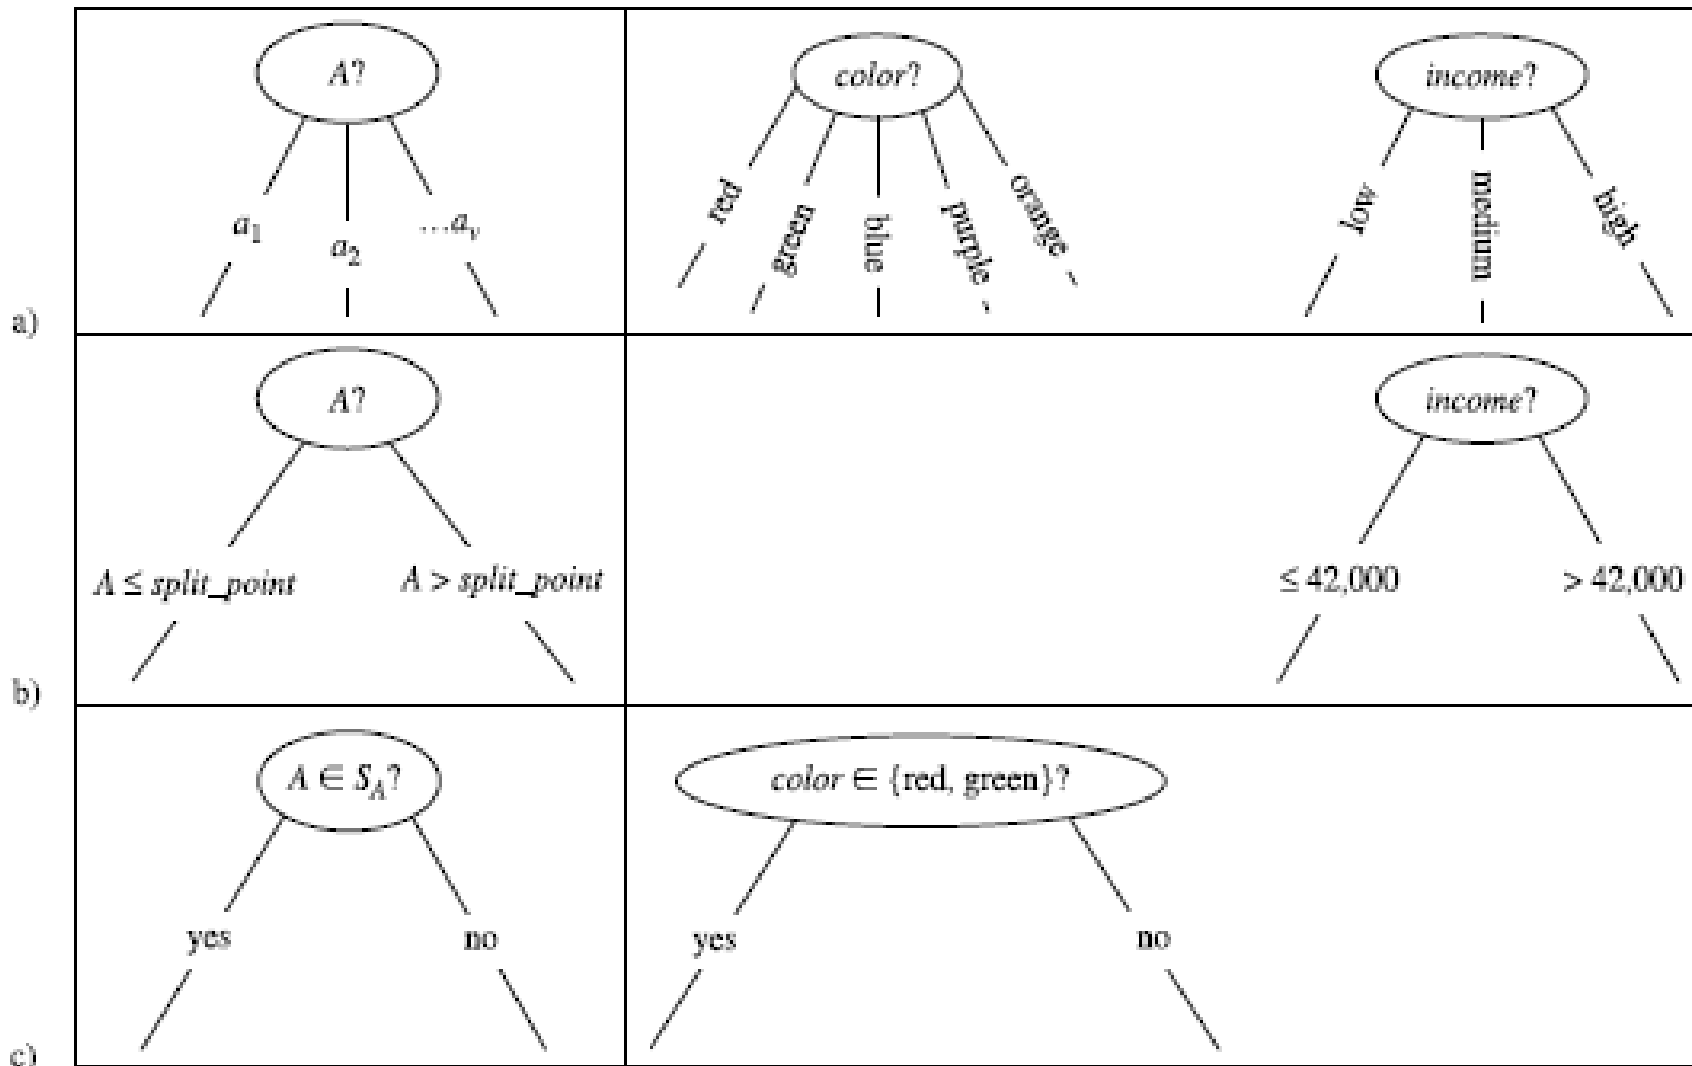 A?
a1
a2
…av
color?
red
green
blue
purple
orange
income?
low
medium
high
a)
A?
A ≤ split_point
A > split_point
income?
≤ 42,000
> 42,000
b)
A ∈ SA?
yes
no
color ∈ {red, green}?
yes
no
c)